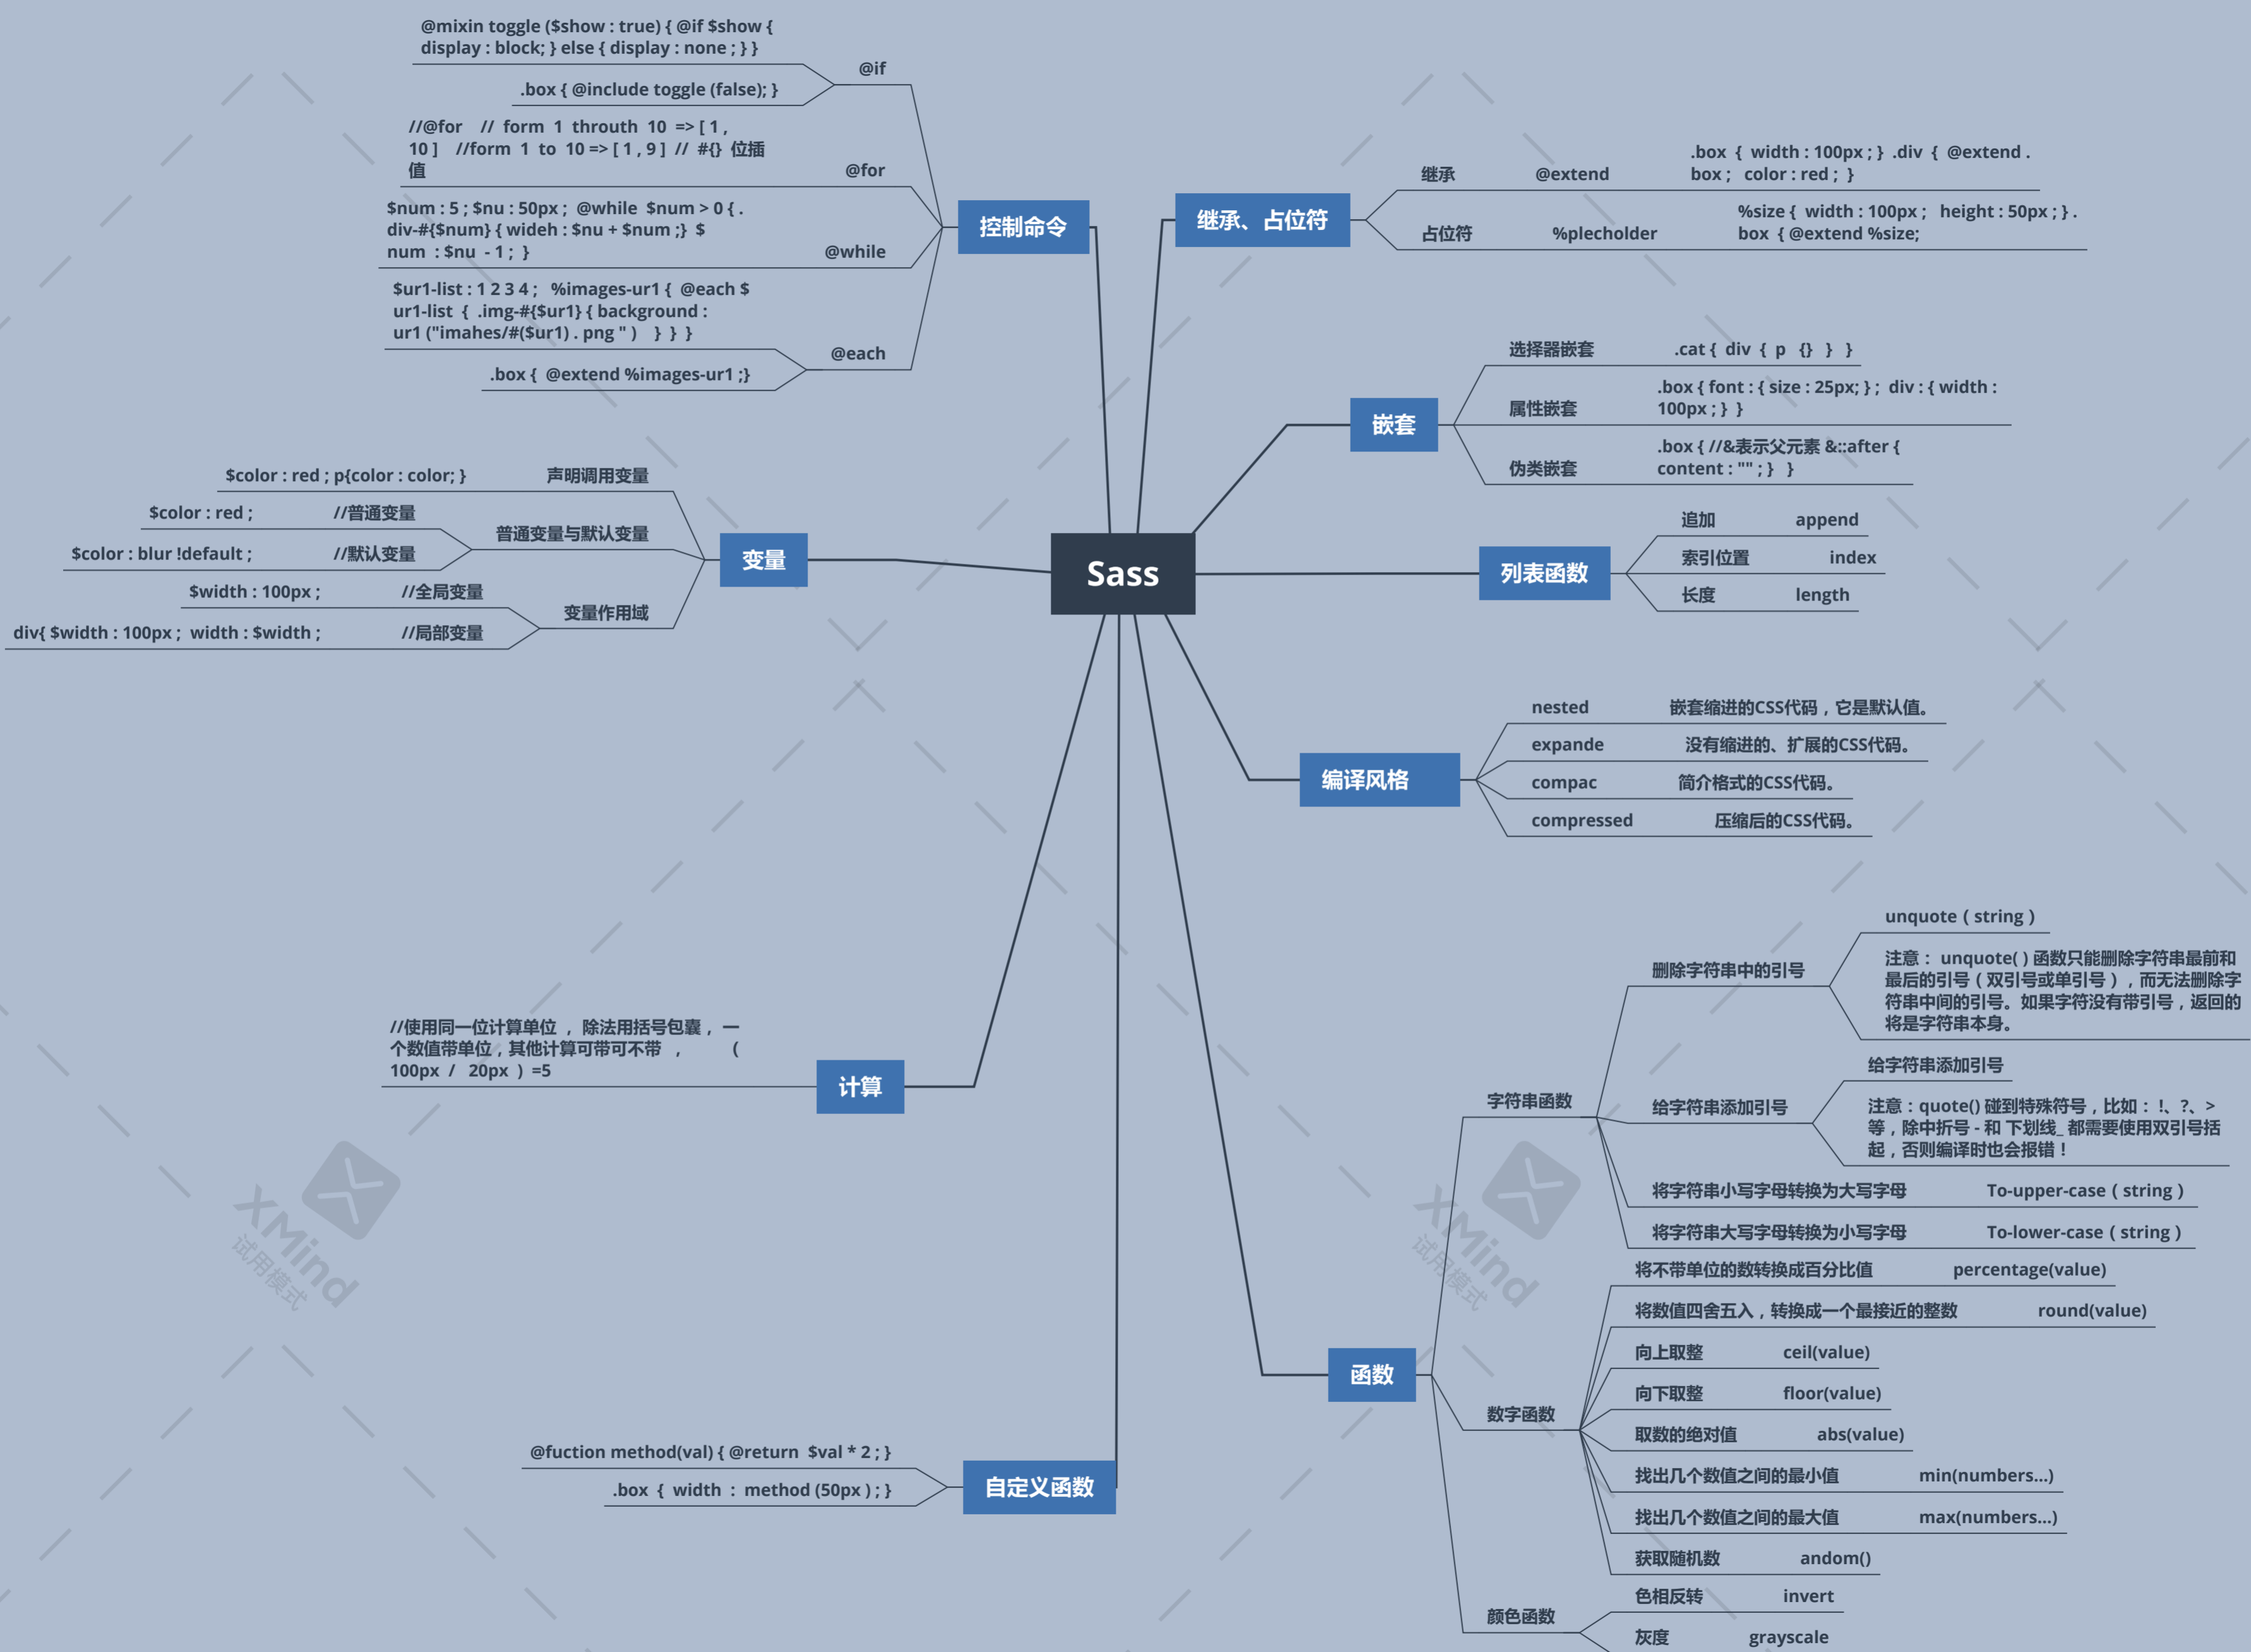 Sass
控制命令
@if
@mixin toggle ($show : true) { @if $show {
display : block; } else { display : none ; } }
.box { @include toggle (false); }
@for
//@for // form 1 throuth 10 => [ 1 ,
10 ] //form 1 to 10 => [ 1 , 9 ] // #{} 位插
值
@while
$num : 5 ; $nu : 50px ; @while $num > 0 { .
div-#{$num} { wideh : $nu + $num ;} $
num : $nu - 1 ; }
@each
$ur1-list : 1 2 3 4 ; %images-ur1 { @each $
ur1-list { .img-#{$ur1} { background :
ur1 ("imahes/#($ur1) . png " ) } } }
.box { @extend %images-ur1 ;}
变量
声明调用变量
$color : red ; p{color : color; }
普通变量与默认变量
$color : red ; //普通变量
$color : blur !default ; //默认变量
变量作用域
$width : 100px ; //全局变量
div{ $width : 100px ; width : $width ; //局部变量
计算
//使用同一位计算单位 , 除法用括号包囊 , 一
个数值带单位 , 其他计算可带可不带 , (
100px / 20px ) =5
自定义函数
@fuction method(val) { @return $val * 2 ; }
.box { width : method (50px ) ; }
继承、占位符
继承 @extend
.box { width : 100px ; } .div { @extend .
box ; color : red ; }
占位符 %plecholder
%size { width : 100px ; height : 50px ; } .
box { @extend %size;
嵌套
选择器嵌套 .cat { div { p {} } }
属性嵌套
.box { font : { size : 25px; } ; div : { width :
100px ; } }
伪类嵌套
.box { //&表示父元素 &::after {
content : "" ; } }
列表函数
追加 append
索引位置 index
长度 length
编译风格
nested 嵌套缩进的CSS代码 , 它是默认值。
expande 没有缩进的、扩展的CSS代码。
compac 简介格式的CSS代码。
compressed 压缩后的CSS代码。
函数
字符串函数
删除字符串中的引号
unquote ( string )
注意 : unquote( ) 函数只能删除字符串最前和
最后的引号 ( 双引号或单引号 ) , 而无法删除字
符串中间的引号。如果字符没有带引号 , 返回的
将是字符串本身。
给字符串添加引号
给字符串添加引号
注意 : quote() 碰到特殊符号 , 比如 : !、?、>
等 , 除中折号 - 和 下划线_ 都需要使用双引号括
起 , 否则编译时也会报错 !
将字符串小写字母转换为大写字母 To-upper-case ( string )
将字符串大写字母转换为小写字母 To-lower-case ( string )
数字函数
将不带单位的数转换成百分比值 percentage(value)
将数值四舍五入 , 转换成一个最接近的整数 round(value)
向上取整 ceil(value)
向下取整 floor(value)
取数的绝对值 abs(value)
找出几个数值之间的最小值 min(numbers...)
找出几个数值之间的最大值 max(numbers...)
获取随机数 andom()
颜色函数
色相反转 invert
灰度 grayscale
XMind
试用模式
XMind
试用模式